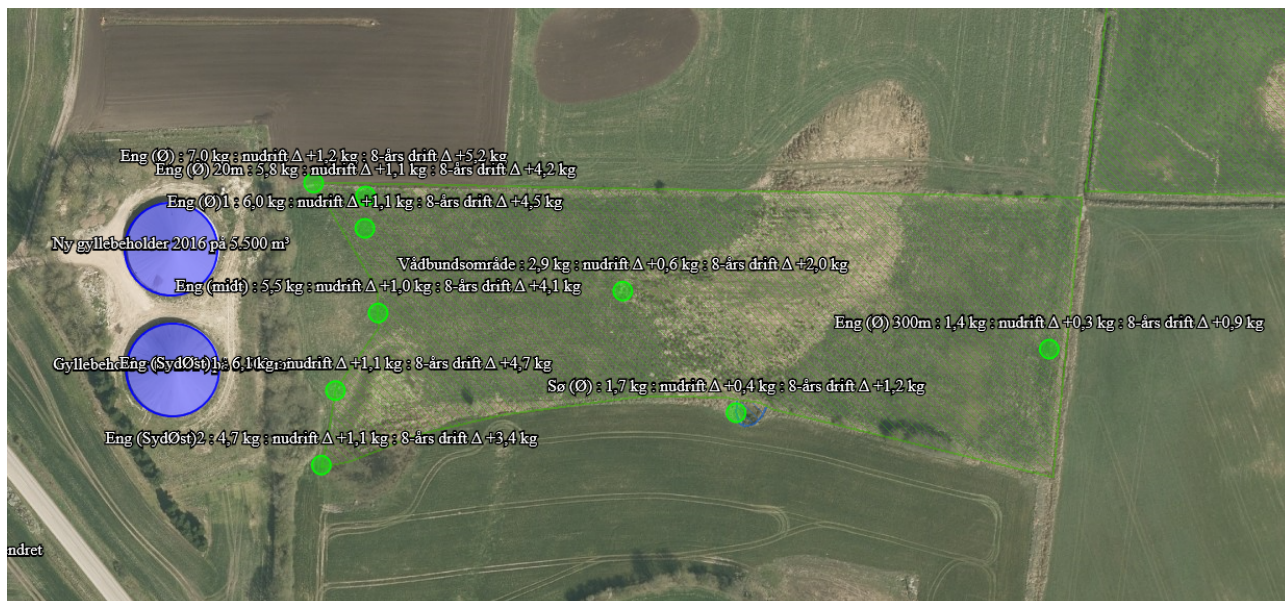 Eng (Ø) : 7,0 kg : nudrift Δ +1,2 kg : 8-års drift Δ +5,2 kg
Eng (Ø) 20m : 5,8 kg : nudrift Δ +1,1 kg : 8-års drift Δ +4,2 kg
Eng (Ø)1 : 6,0 kg : nudrift Δ +1,1 kg : 8-års drift Δ +4,5 kg
Ny gyllebeholder 2016 på 5.500 m³
Vådbundsområde : 2,9 kg : nudrift Δ +0,6 kg : 8-års drift Δ +2,0 kg
Eng (midt) : 5,5 kg : nudrift Δ +1,0 kg : 8-års drift Δ +4,1 kg
Eng (Ø) 300m : 1,4 kg : nudrift Δ +0,3 kg : 8-års drift Δ +0,9 kg
Eng (SydØst)1 : 6,1 kg : nudrift Δ +1,1 kg : 8-års drift Δ +4,7 kg
Sø (Ø) : 1,7 kg : nudrift Δ +0,4 kg : 8-års drift Δ +1,2 kg
Eng (SydØst)2 : 4,7 kg : nudrift Δ +1,1 kg : 8-års drift Δ +3,4 kg
ndret